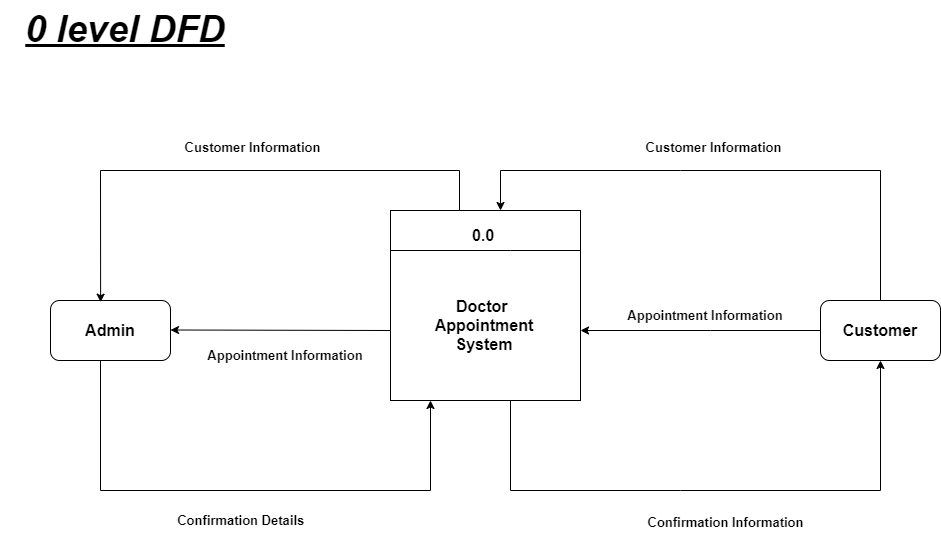 0 level DFD
Customer Information
Customer Information
0.0
Doctor
Appointment
System
Admin
Appointment Information
Appointment Information
Customer
Confirmation Details
Confirmation Information